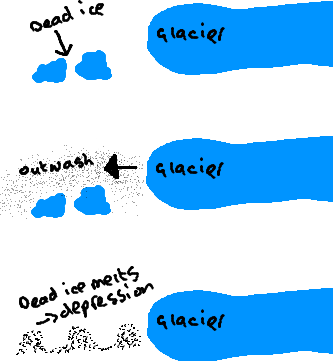 Dead ice
Glacier
outwash
Glacier
Dead ice melts
→ depression
Glacier